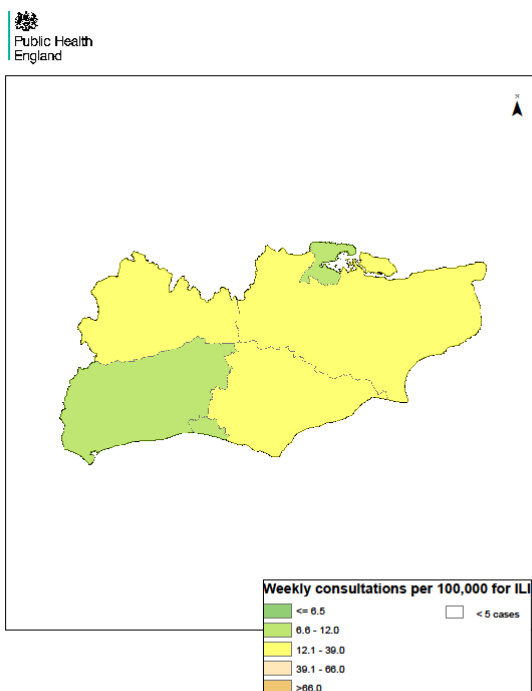 Public Health
England
N
Weekly consultations per 100,000 for ILI
<= 6.5
< 5 cases
6.6 - 12.0
12.1 - 39.0
39.1 - 66.0
>66.0